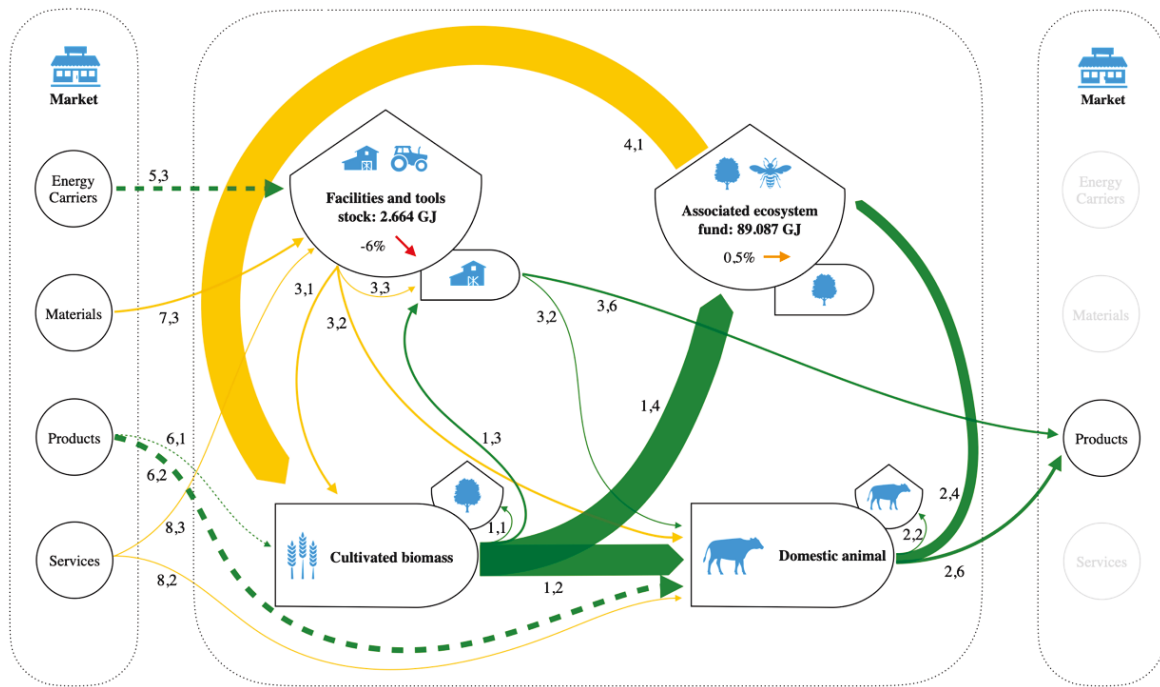 Market
Energy
Carriers
Materials
Products
Services
5,3
7,3
6,1
6,2
8,3
8,2
Facilities and tools
stock: 2.664 GJ
-6%
3,1
3,3
3,2
4,1
Associated ecosystem
fund: 89.087 GJ
0.5%
3,2
3,6
1,3
1,4
1,1
Cultivated biomass
1,2
Domestic animal
2,2
2,4
2,6
Market
Energy
Carriers
Materials
Products
Services